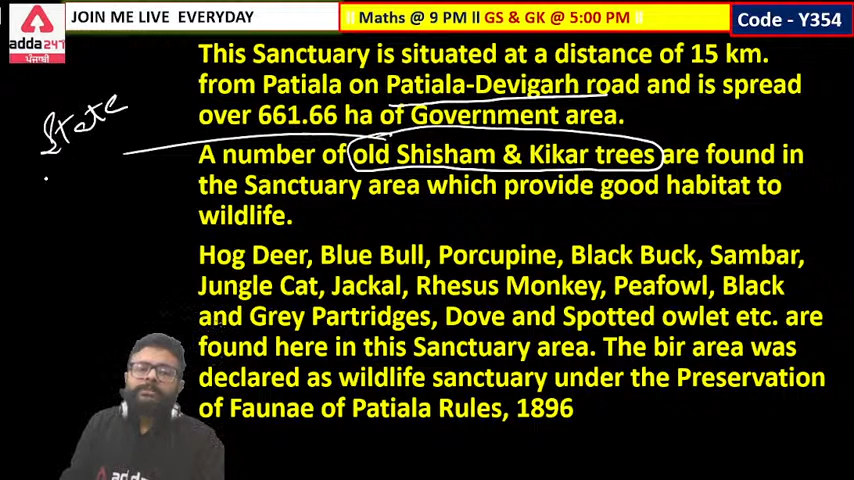 JOIN ME LIVE EVERYDAY
|| Maths @ 9 PM ll GS & GK @ 5:00 PM ||
Code - Y354
adda247
ਪੰਜਾਬੀ
This Sanctuary is situated at a distance of 15 km.
from Patiala on Patiala-Devigarh road and is spread
over 661.66 ha of Government area.
State
A number of old Shisham & Kikar trees are found in
the Sanctuary area which provide good habitat to
wildlife.
Hog Deer, Blue Bull, Porcupine, Black Buck, Sambar,
Jungle Cat, Jackal, Rhesus Monkey, Peafowl, Black
and Grey Partridges, Dove and Spotted owlet etc. are
found here in this Sanctuary area. The bir area was
declared as wildlife sanctuary under the Preservation
of Faunae of Patiala Rules, 1896